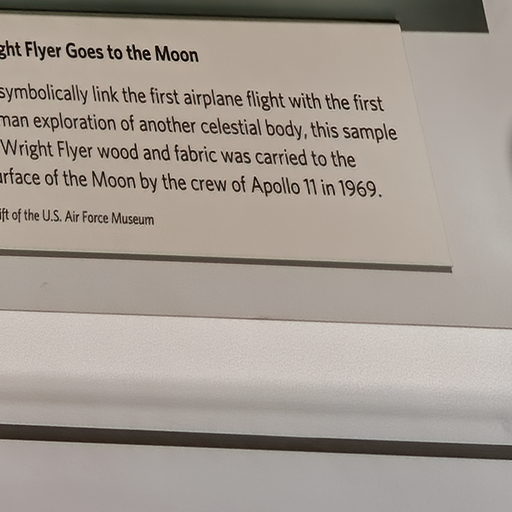 ght Flyer Goes to the Moon
symbolically link the first airplane flight with the first
man exploration of another celestial body, this sample
Wright Flyer wood and fabric was carried to the
rface of the Moon by the crew of Apollo 11 in 1969.
ift of the U.S. Air Force Museum